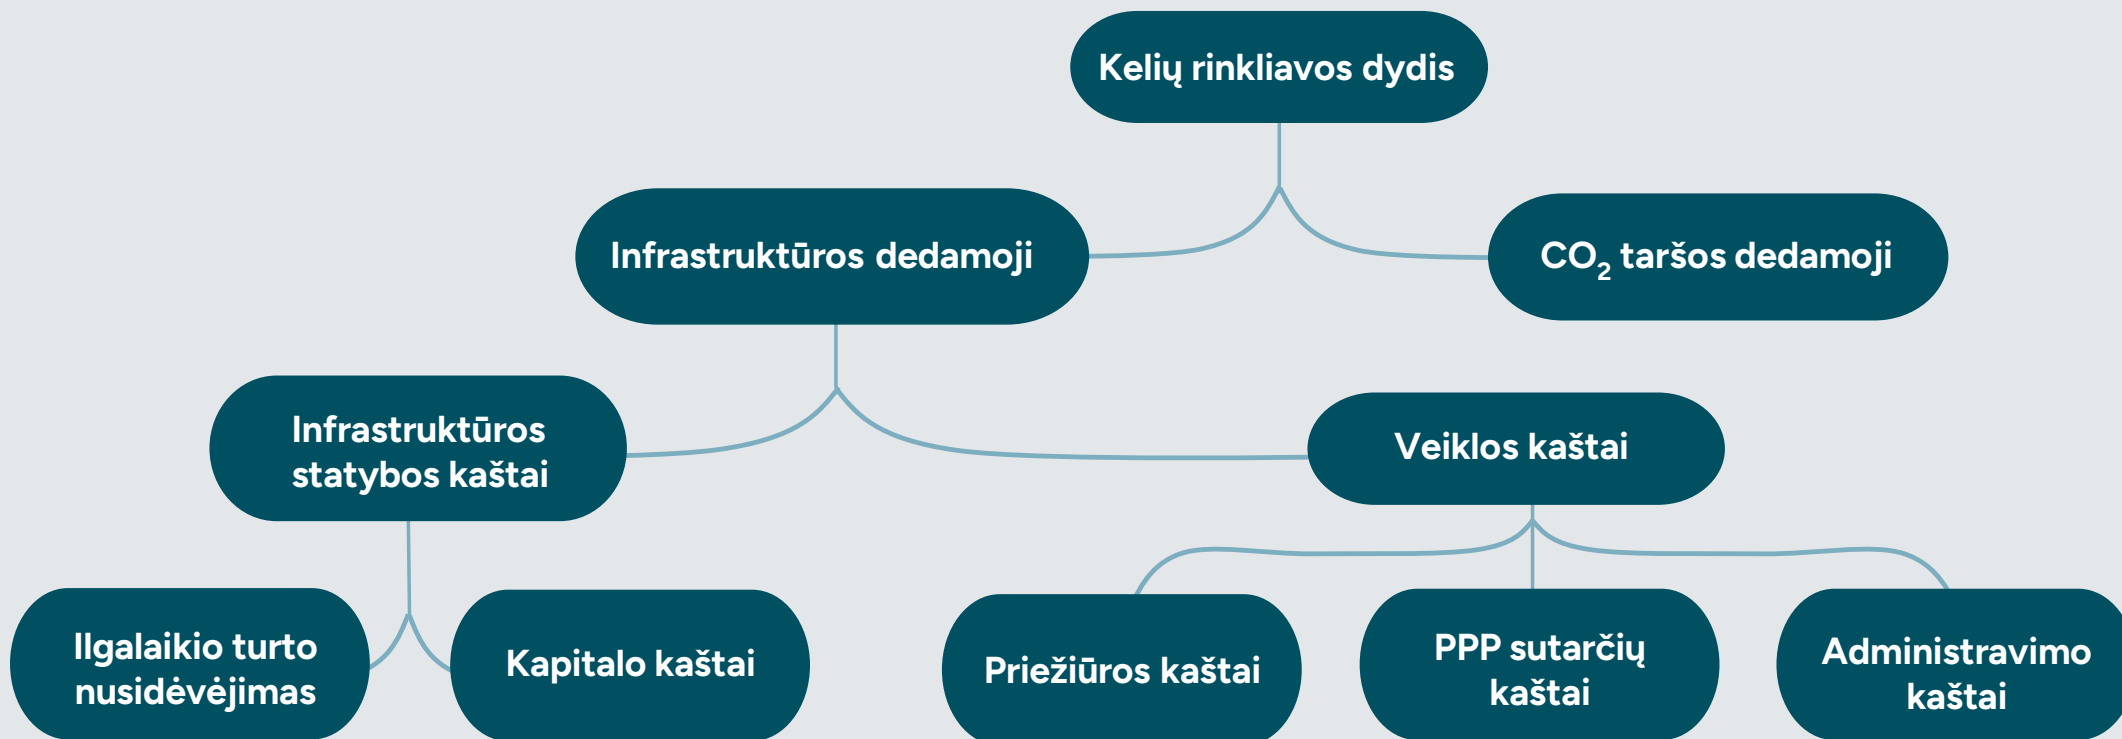 Kelių rinkliavos dydis
Infrastruktūros dedamoji
CO₂ taršos dedamoji
Infrastruktūros
statybos kaštai
Veiklos kaštai
Ilgalaikio turto
nusidėvėjimas
Kapitalo kaštai
Priežiūros kaštai
PPP sutarčių
kaštai
Administravimo
kaštai